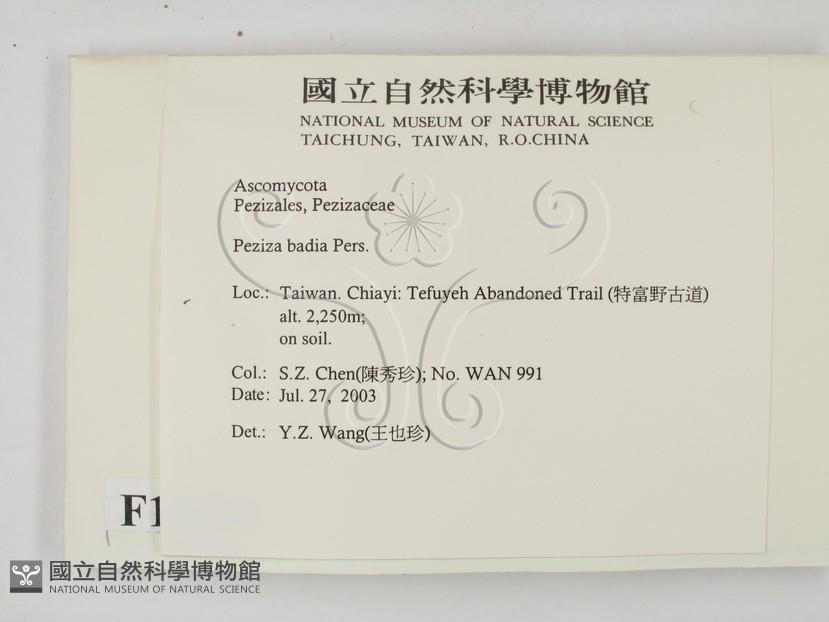 國立自然科學博物館
NATIONAL MUSEUM OF NATURAL SCIENCE
TAICHUNG, TAIWAN, R.O.CHINA
Ascomycota
Pezizales, Pezizaceae
Peziza badia Pers.
Loc.: Taiwan. Chiayi: Tefuyeh Abandoned Trail (特富野古道)
alt. 2,250m;
on soil.
Col.: S.Z. Chen(陳秀珍); No. WAN 991
Date: Jul. 27, 2003
Det.: Y.Z. Wang(王也珍)
F1
國立自然科學博物館
NATIONAL MUSEUM OF NATURAL SCIENCE